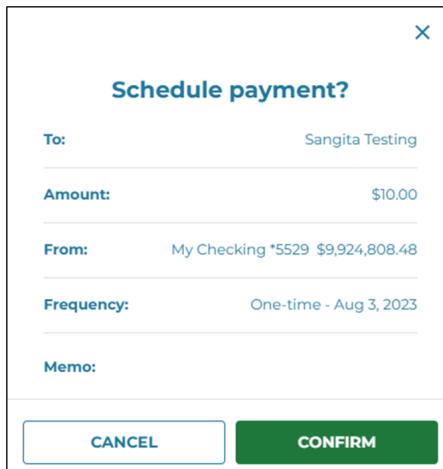 Schedule payment?
To: Sangita Testing
Amount: $10.00
From: My Checking *5529 $9,924,808.48
Frequency: One-time - Aug 3, 2023
Memo:
CANCEL CONFIRM